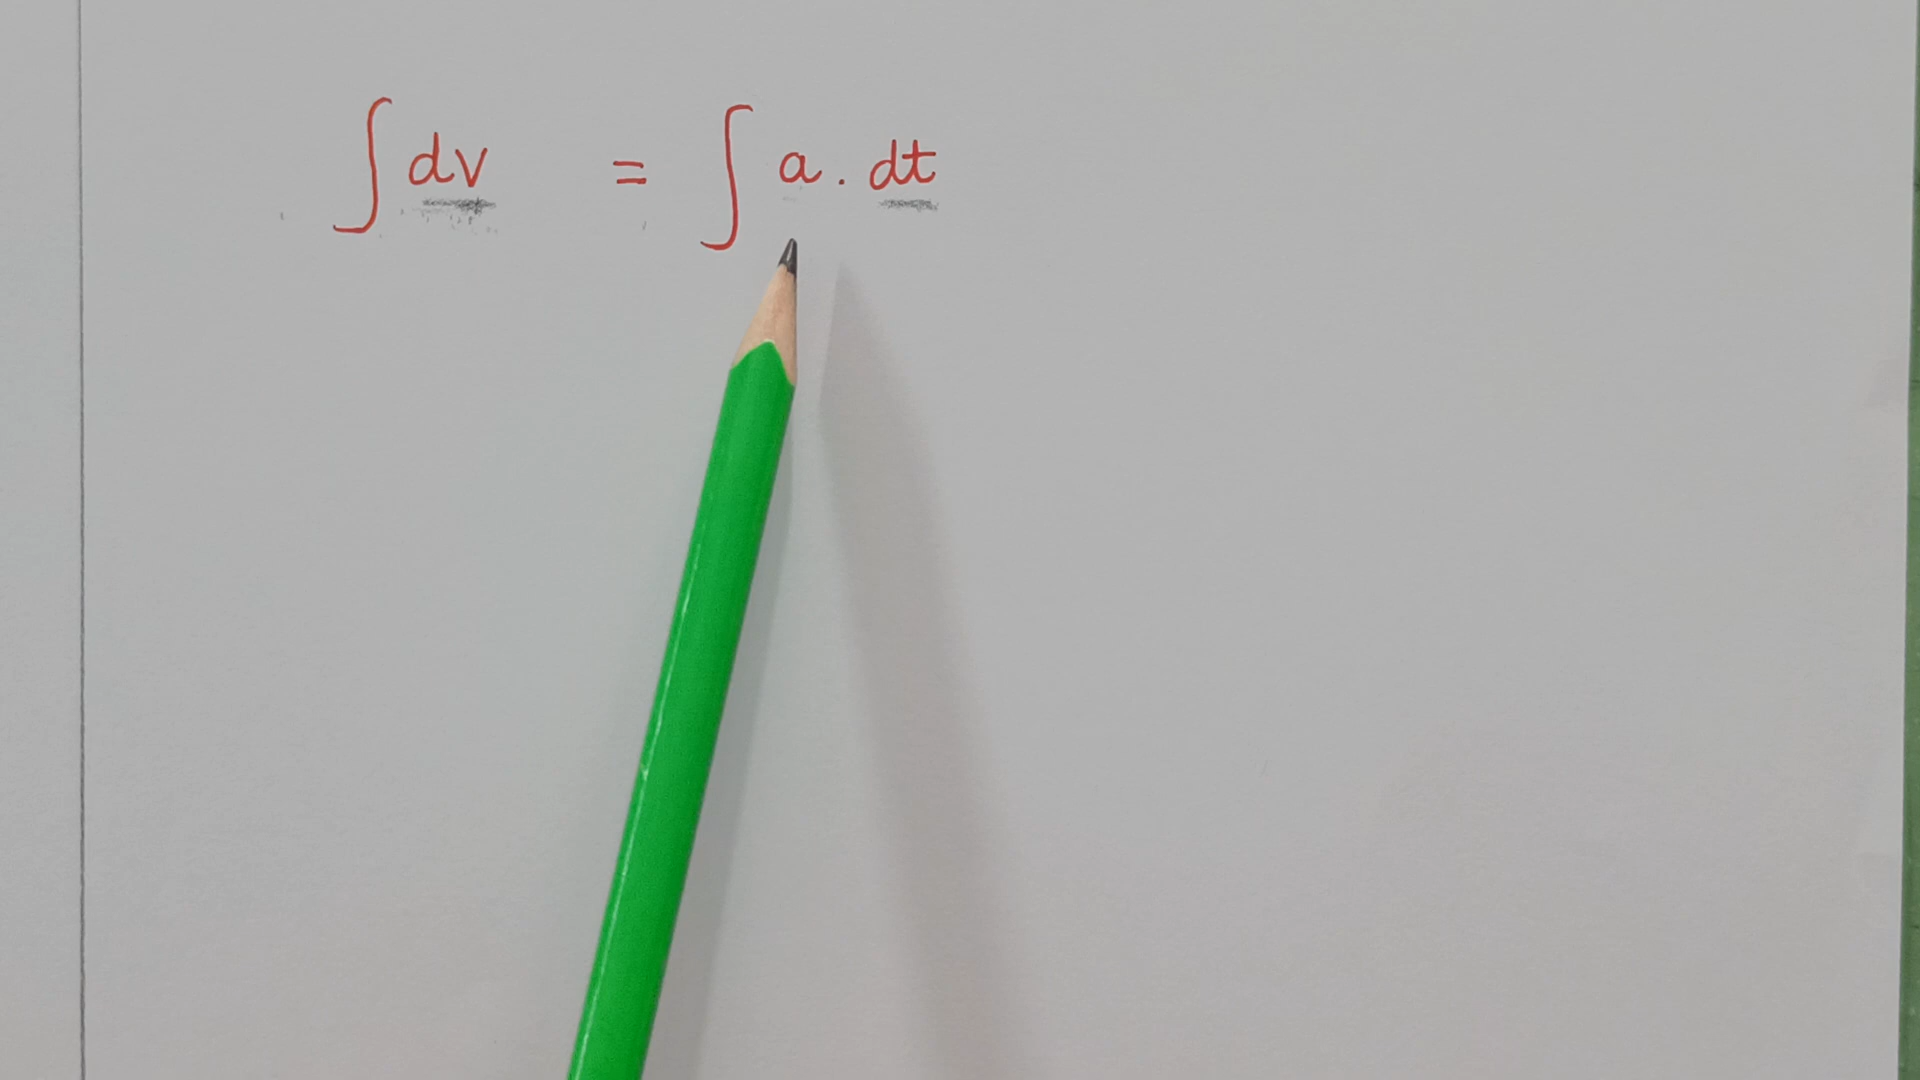 ∫ dv = ∫ a . dt